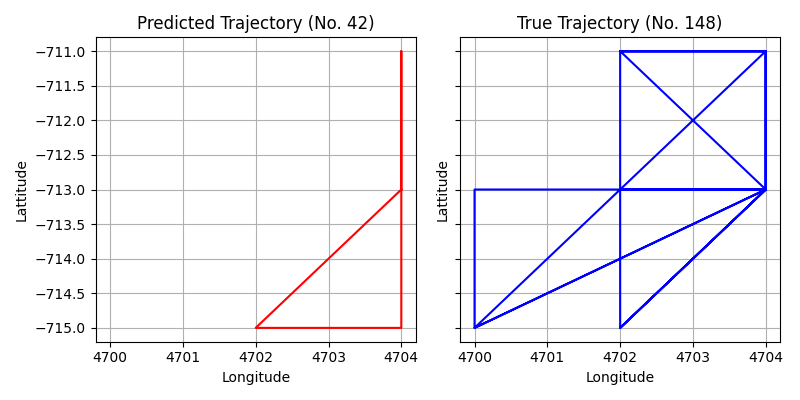 Predicted Trajectory (No. 42)
True Trajectory (No. 148)
Lattitude
−711.0
−711.5
−712.0
−712.5
−713.0
−713.5
−714.0
−714.5
−715.0
4700 4701 4702 4703 4704
Longitude
Lattitude
4700 4701 4702 4703 4704
Longitude